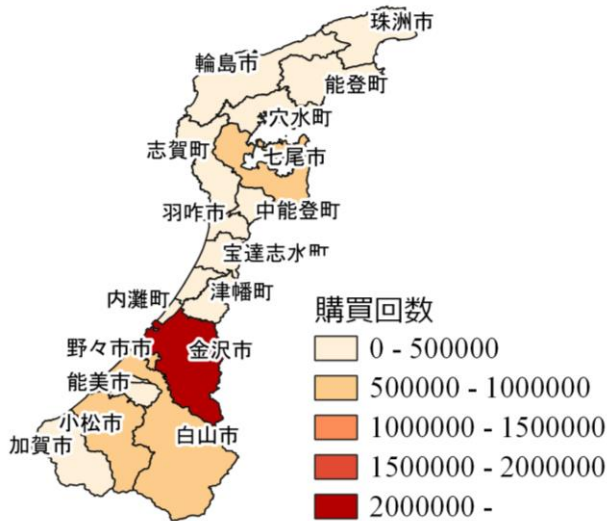 珠洲市
輪島市
能登町
穴水町
志賀町
七尾市
羽咋市
中能登町
宝達志水町
内灘町
津幡町
野々市市
金沢市
能美市
小松市
加賀市
白山市
購買回数
0 - 500000
500000 - 1000000
1000000 - 1500000
1500000 - 2000000
2000000 -